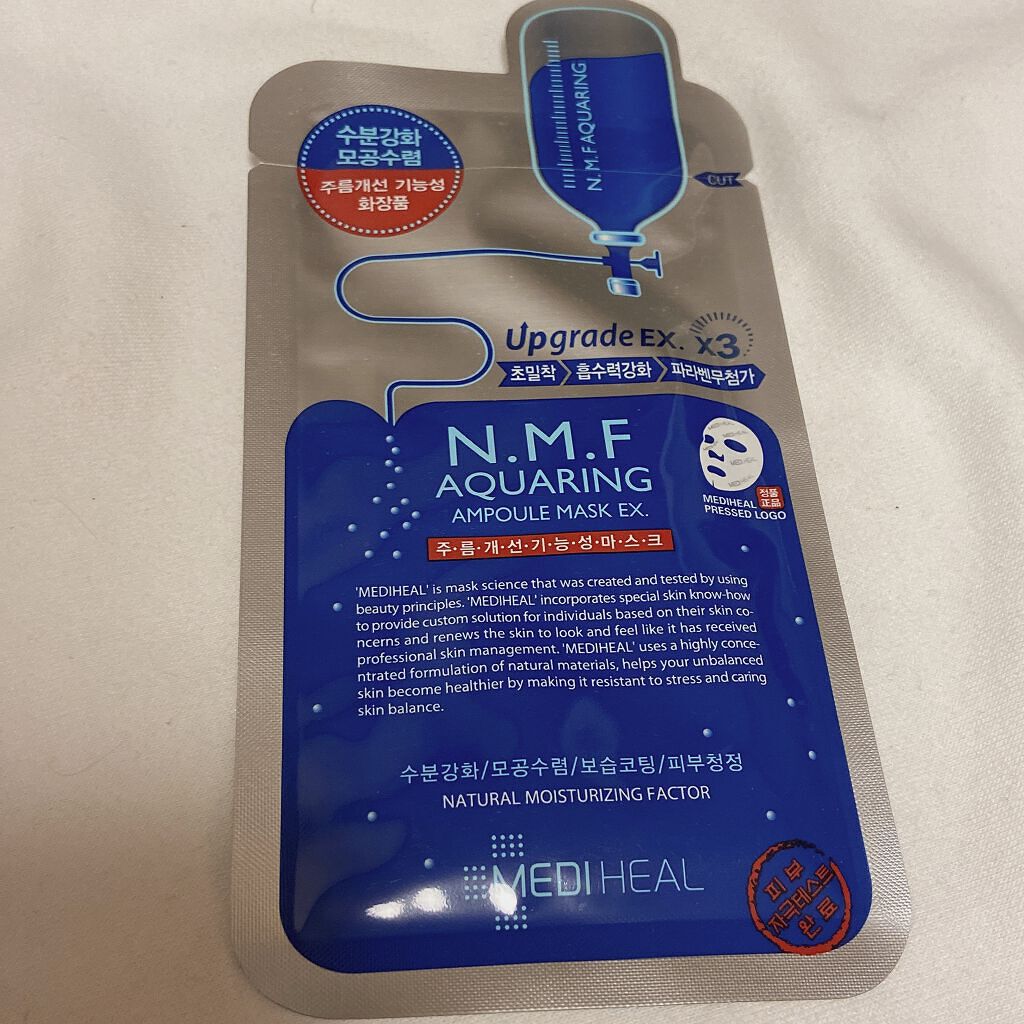 N.M.F AQUARING
수분강화
모공수렴
주름개선 기능성
화장품
CUT
Upgrade EX. x3
초밀착 흡수력강화 파라벤무첨가
N.M.F
AQUARING
AMPOULE MASK EX.
주·름·개·선·기·능·성·마·스·크
MEDIHEAL
MEDIHEAL
MEDIHEAL
MEDIHEAL 정품
正品
PRESSED LOGO
'MEDIHEAL' is mask science that was created and tested by using
beauty principles. 'MEDIHEAL' incorporates special skin know-how
to provide custom solution for individuals based on their skin co-
ncerns and renews the skin to look and feel like it has received
professional skin management. 'MEDIHEAL' uses a highly conce-
ntrated formulation of natural materials, helps your unbalanced
skin become healthier by making it resistant to stress and caring
skin balance.
수분강화/모공수렴/보습코팅/피부청정
NATURAL MOISTURIZING FACTOR
MEDIHEAL
피부
자극테스트
완료